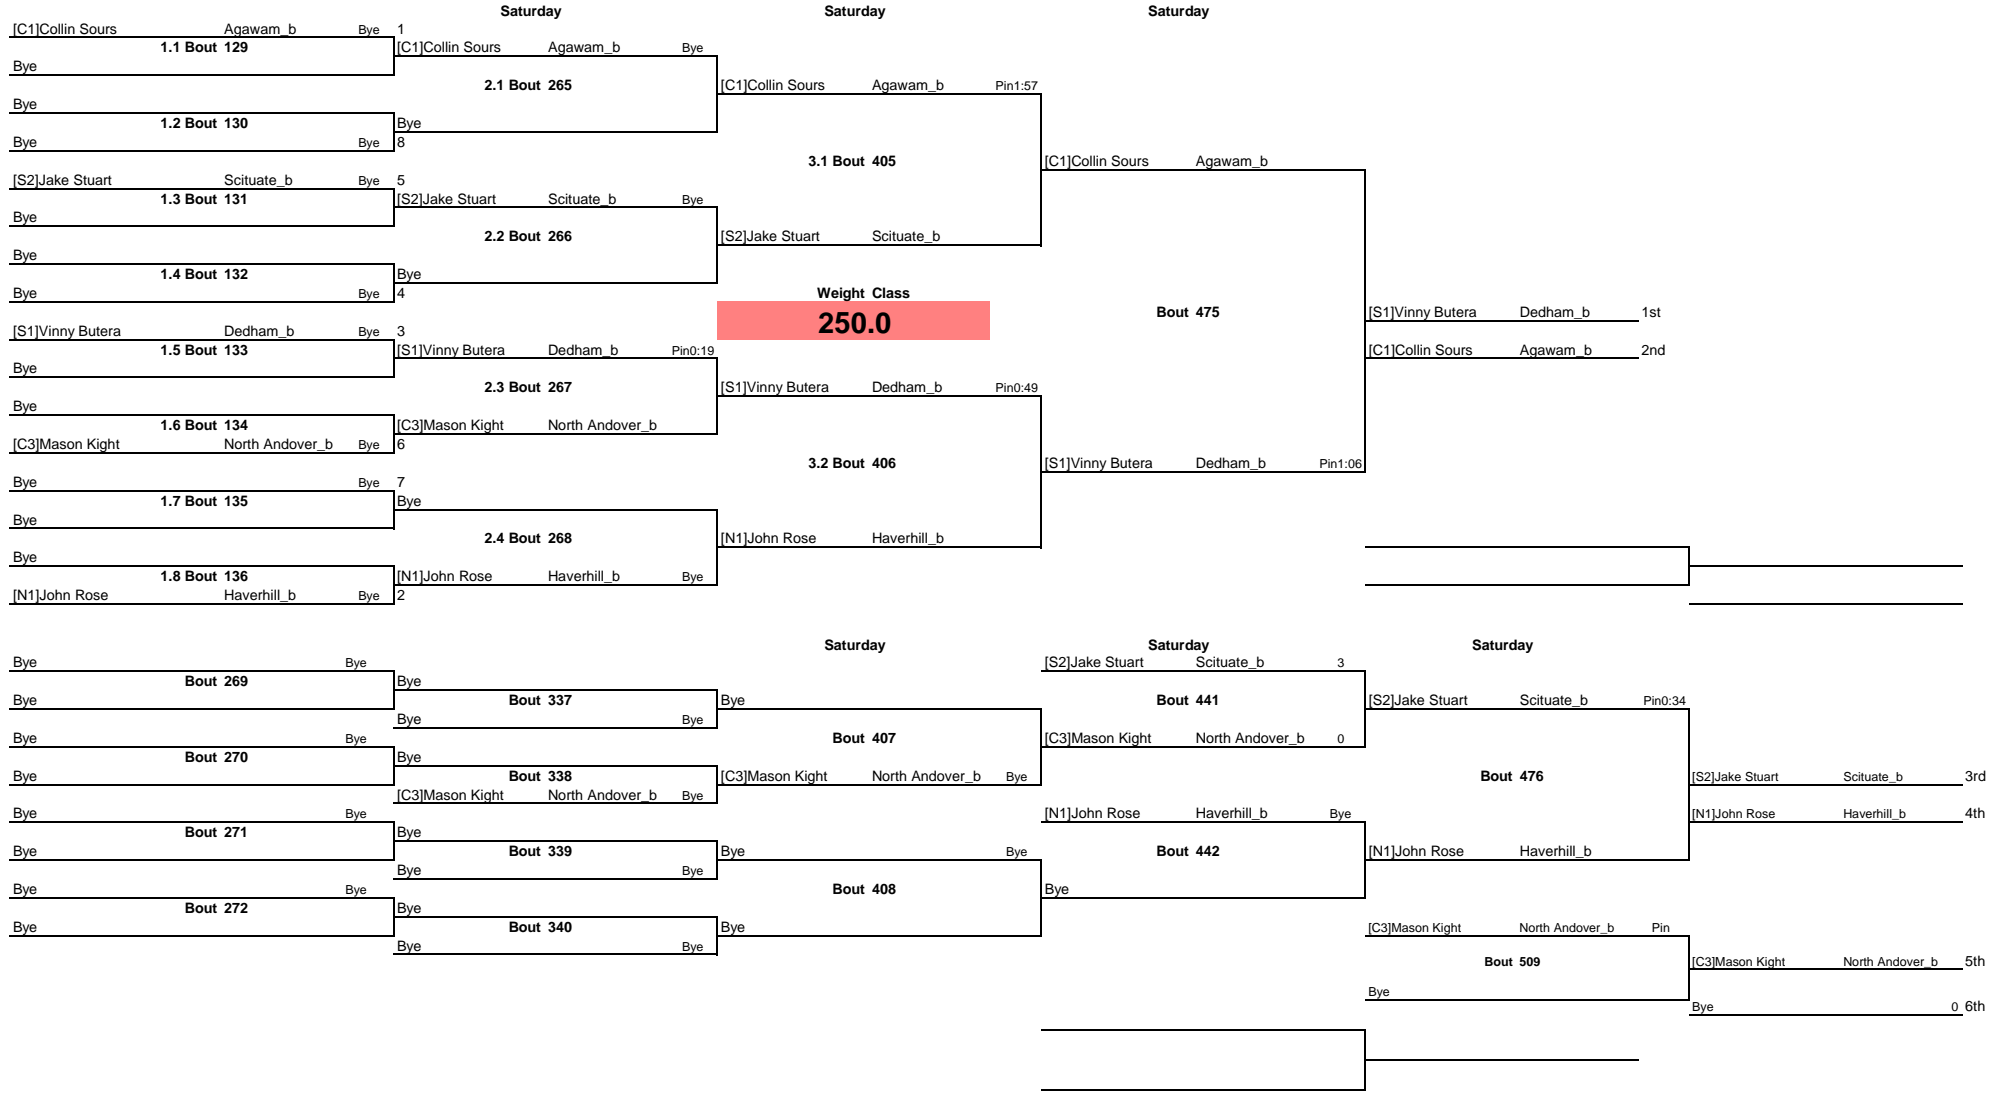 Saturday Saturday Saturday
[C1]Collin Sours Agawam_b Bye 1
1.1 Bout 129 [C1]Collin Sours Agawam_b Bye
Bye
2.1 Bout 265 [C1]Collin Sours Agawam_b Pin1:57
Bye
1.2 Bout 130 Bye
Bye Bye 8
3.1 Bout 405 [C1]Collin Sours Agawam_b
[S2]Jake Stuart Scituate_b Bye 5
1.3 Bout 131 [S2]Jake Stuart Scituate_b Bye
Bye
2.2 Bout 266 [S2]Jake Stuart Scituate_b
Bye
1.4 Bout 132 Bye
Bye Bye 4 Weight Class
250.0 Bout 475 [S1]Vinny Butera Dedham_b 1st
[S1]Vinny Butera Dedham_b Bye 3
1.5 Bout 133 [S1]Vinny Butera Dedham_b Pin0:19 [C1]Collin Sours Agawam_b 2nd
Bye
2.3 Bout 267 [S1]Vinny Butera Dedham_b Pin0:49
Bye
1.6 Bout 134 [C3]Mason Kight North Andover_b
[C3]Mason Kight North Andover_b Bye 6
3.2 Bout 406 [S1]Vinny Butera Dedham_b Pin1:06
Bye Bye 7
1.7 Bout 135 Bye
Bye
2.4 Bout 268 [N1]John Rose Haverhill_b
Bye
1.8 Bout 136 [N1]John Rose Haverhill_b Bye
[N1]John Rose Haverhill_b Bye 2
Saturday Saturday Saturday
Bye Bye [S2]Jake Stuart Scituate_b 3
Bout 269 Bye
Bye Bout 337 Bye Bout 441 [S2]Jake Stuart Scituate_b Pin0:34
Bye Bye
Bye Bye Bout 407 [C3]Mason Kight North Andover_b 0
Bout 270 Bye
Bye Bout 338 [C3]Mason Kight North Andover_b Bye Bout 476 [S2]Jake Stuart Scituate_b 3rd
[C3]Mason Kight North Andover_b Bye
Bye Bye [N1]John Rose Haverhill_b Bye [N1]John Rose Haverhill_b 4th
Bout 271 Bye
Bye Bout 339 Bye Bye Bout 442 [N1]John Rose Haverhill_b
Bye Bye
Bye Bye Bout 408 Bye
Bout 272 Bye
Bye Bout 340 Bye [C3]Mason Kight North Andover_b Pin
Bye Bye
Bout 509 [C3]Mason Kight North Andover_b 5th
Bye
Bye 0 6th